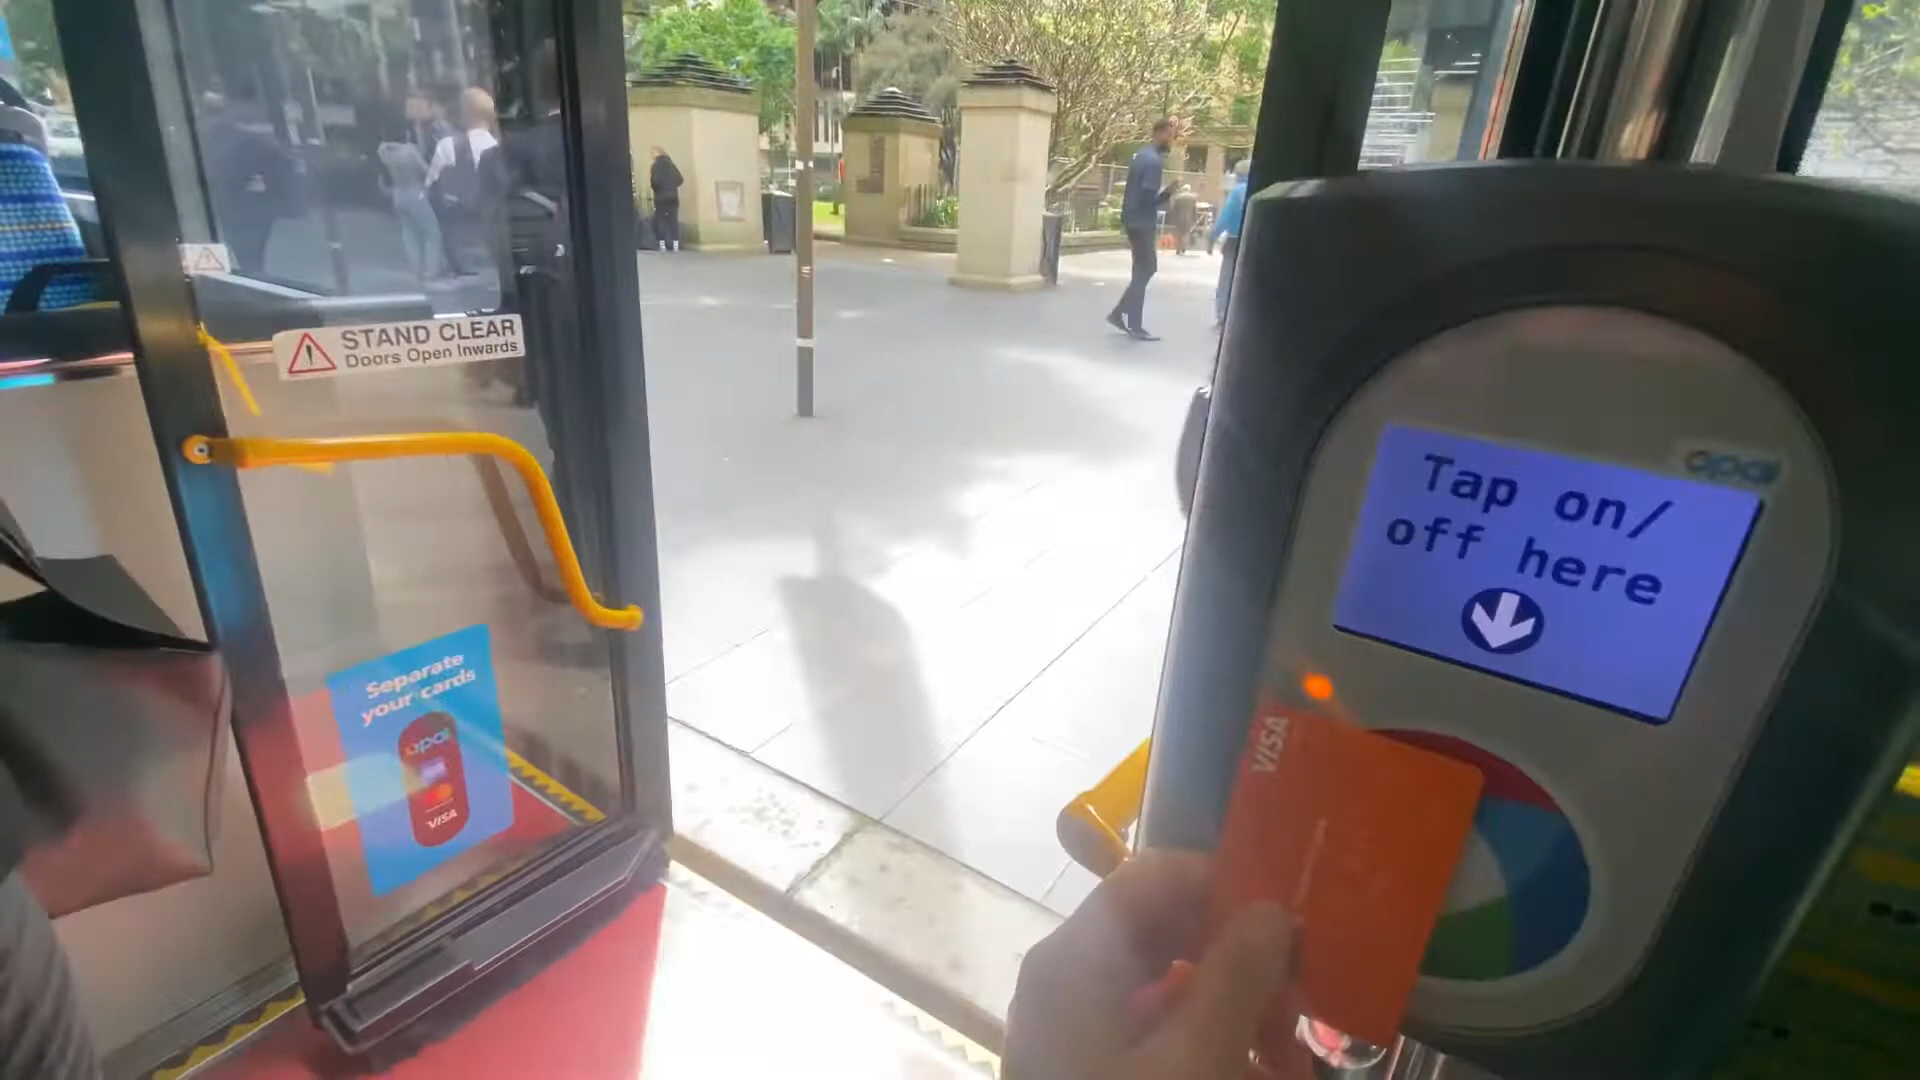 STAND CLEAR
Doors Open Inwards
Separate
your cards
opal
VISA
opal
Tap on/
off here
VISA